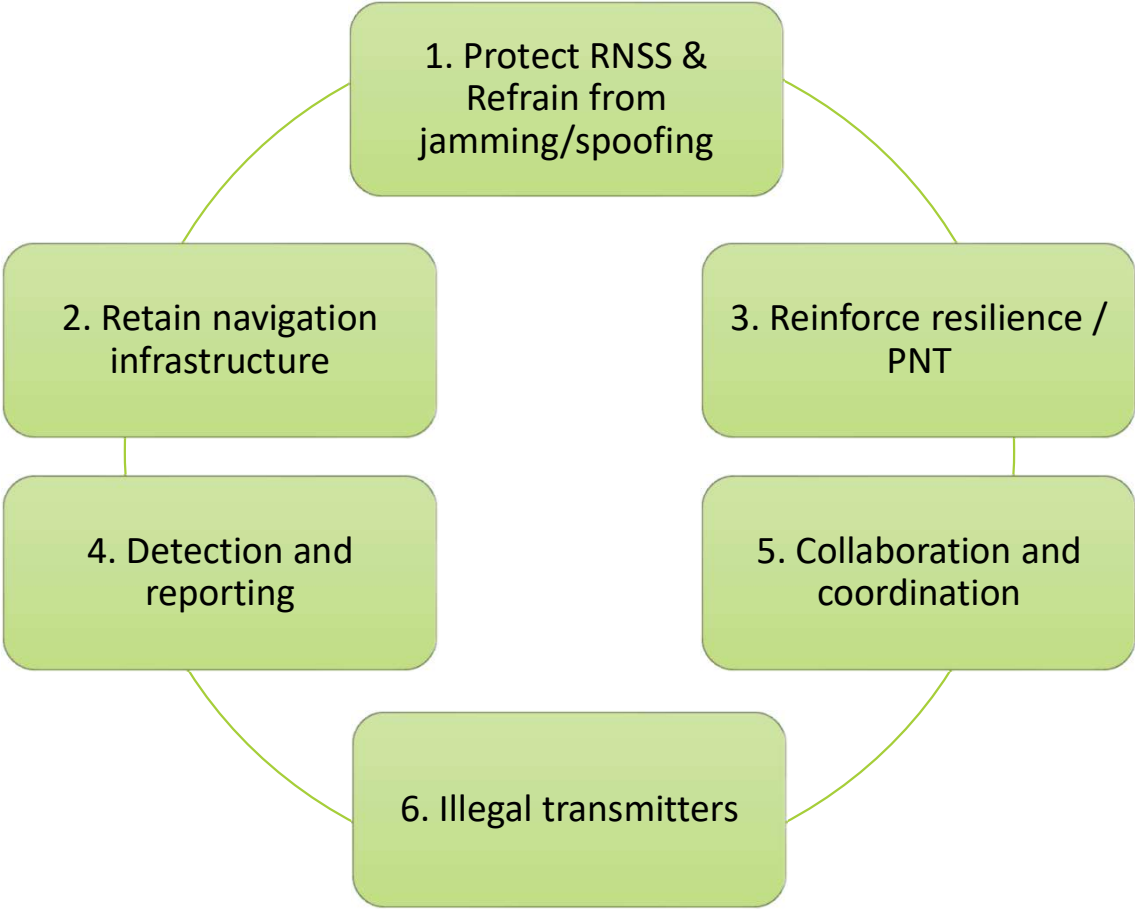 1. Protect RNSS &
Refrain from
jamming/spoofing
2. Retain navigation
infrastructure
3. Reinforce resilience /
PNT
4. Detection and
reporting
5. Collaboration and
coordination
6. Illegal transmitters